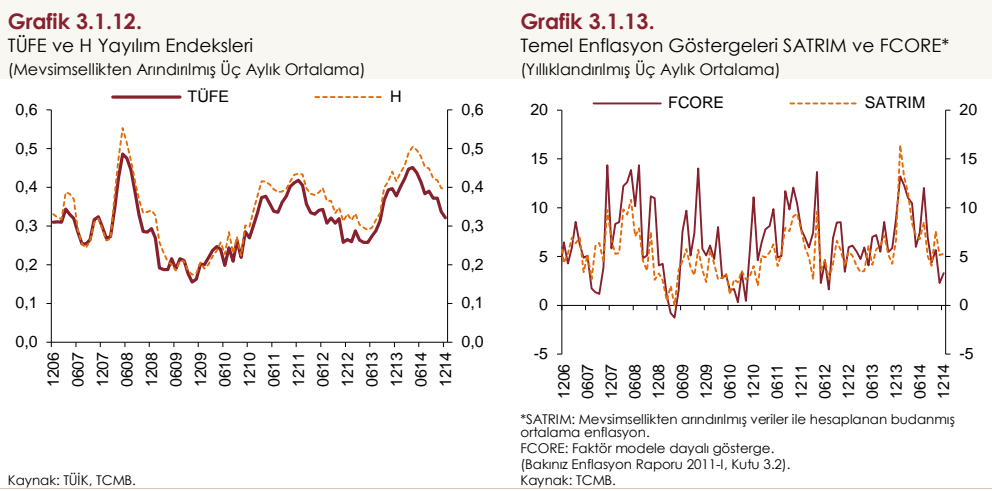 Grafik 3.1.12.
TÜFE ve H Yayılım Endeksleri
(Mevsimsellikten Arındırılmış Üç Aylık Ortalama)
TÜFE H
0,6 0,6
0,5 0,5
0,4 0,4
0,3 0,3
0,2 0,2
0,1 0,1
0,0 0,0
1206 0607 1207 0608 1208 0609 1209 0610 1210 0611 1211 0612 1212 0613 1213 0614 1214
Kaynak: TÜİK, TCMB.
Grafik 3.1.13.
Temel Enflasyon Göstergeleri SATRIM ve FCORE*
(Yıllıklandırılmış Üç Aylık Ortalama)
FCORE SATRIM
20 20
15 15
10 10
5 5
0 0
-5 -5
1206 0607 1207 0608 1208 0609 1209 0610 1210 0611 1211 0612 1212 0613 1213 0614 1214
*SATRIM: Mevsimsellikten arındırılmış veriler ile hesaplanan budanmış
ortalama enflasyon.
FCORE: Faktör modele dayalı gösterge.
(Bakınız Enflasyon Raporu 2011-I, Kutu 3.2).
Kaynak: TCMB.